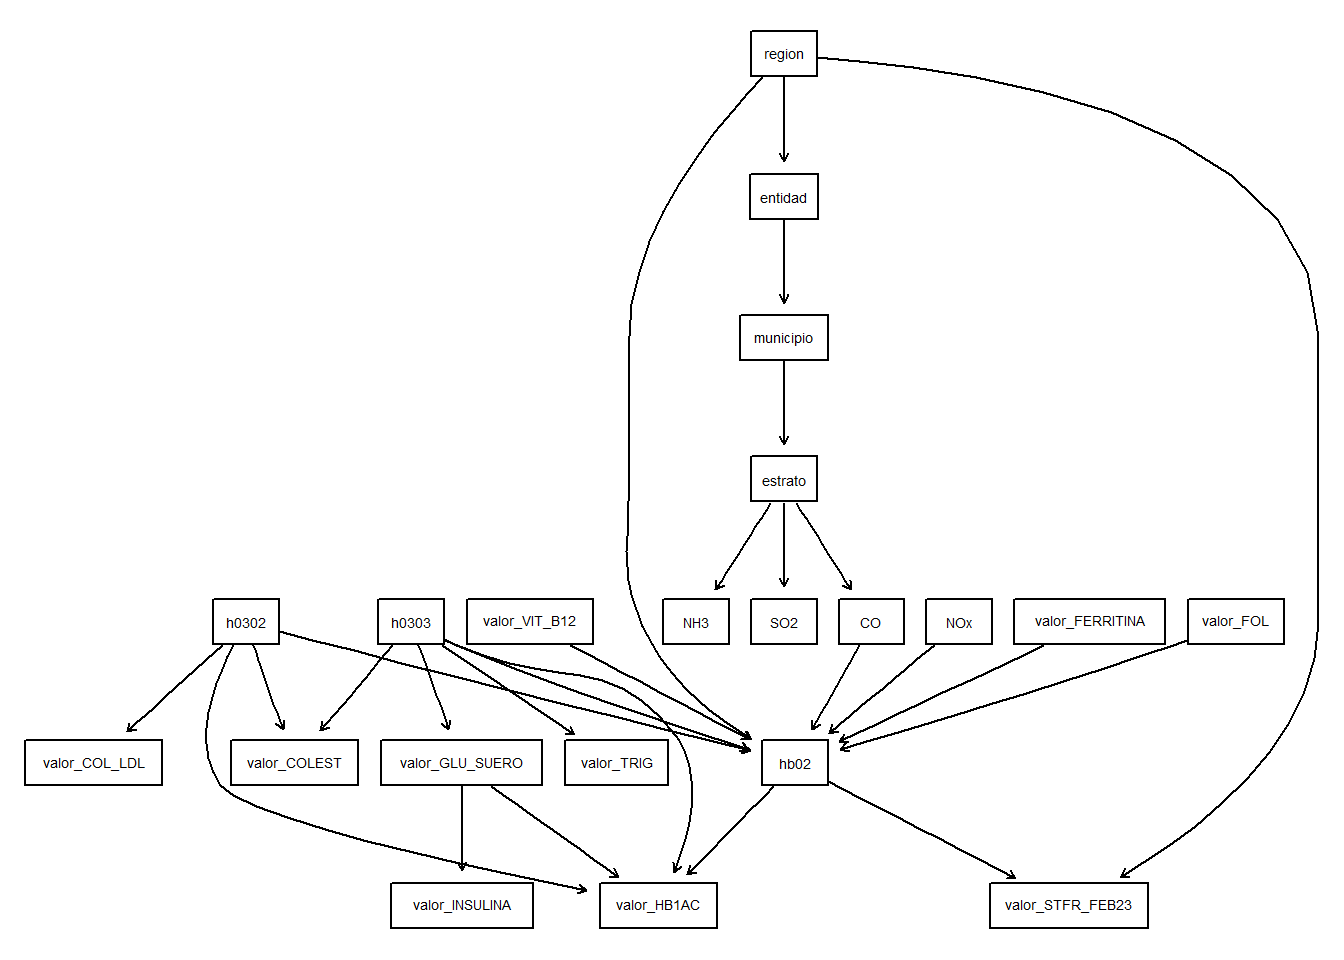 region
entidad
municipio
estrato
h0302
h0303
valor_VIT_B12
NH3
SO2
CO
NOx
valor_FERRITINA
valor_FOL
valor_COL_LDL
valor_COLEST
valor_GLU_SUERO
valor_TRIG
hb02
valor_INSULINA
valor_HB1AC
valor_STFR_FEB23